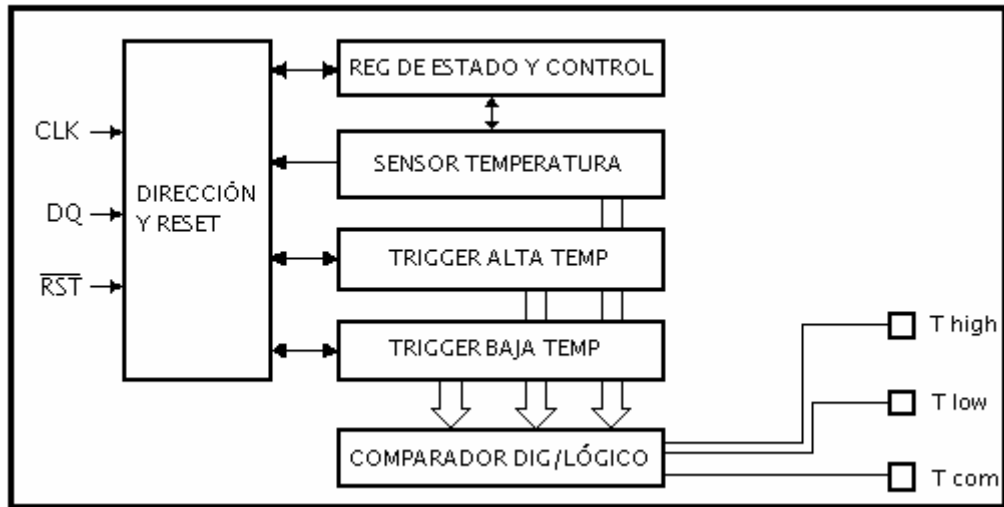 CLK
DQ
RST
DIRECCIÓN
Y RESET
REG DE ESTADO Y CONTROL
SENSOR TEMPERATURA
TRIGGER ALTA TEMP
TRIGGER BAJA TEMP
COMPARADOR DIG/LÓGICO
T high
T low
T com